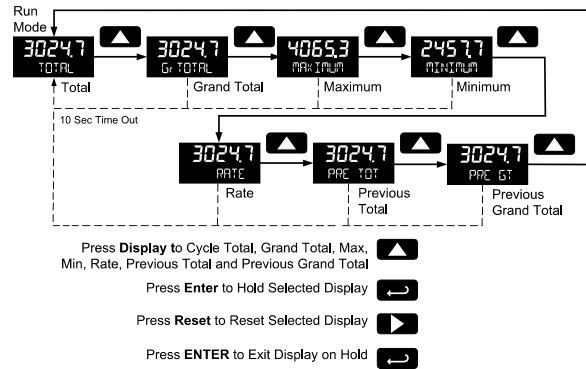 Run
Mode
3024.7
TOTAL
3024.7
Gr TOTAL
4065.3
MAXIMUM
2457.7
MINIMUM
Total
Grand Total
Maximum
Minimum
10 Sec Time Out
3024.7
RATE
3024.7
PRE TOT
3024.7
PRE GT
Rate
Previous
Total
Previous
Grand Total
Press Display to Cycle Total, Grand Total, Max,
Min, Rate, Previous Total and Previous Grand Total
Press Enter to Hold Selected Display
Press Reset to Reset Selected Display
Press ENTER to Exit Display on Hold